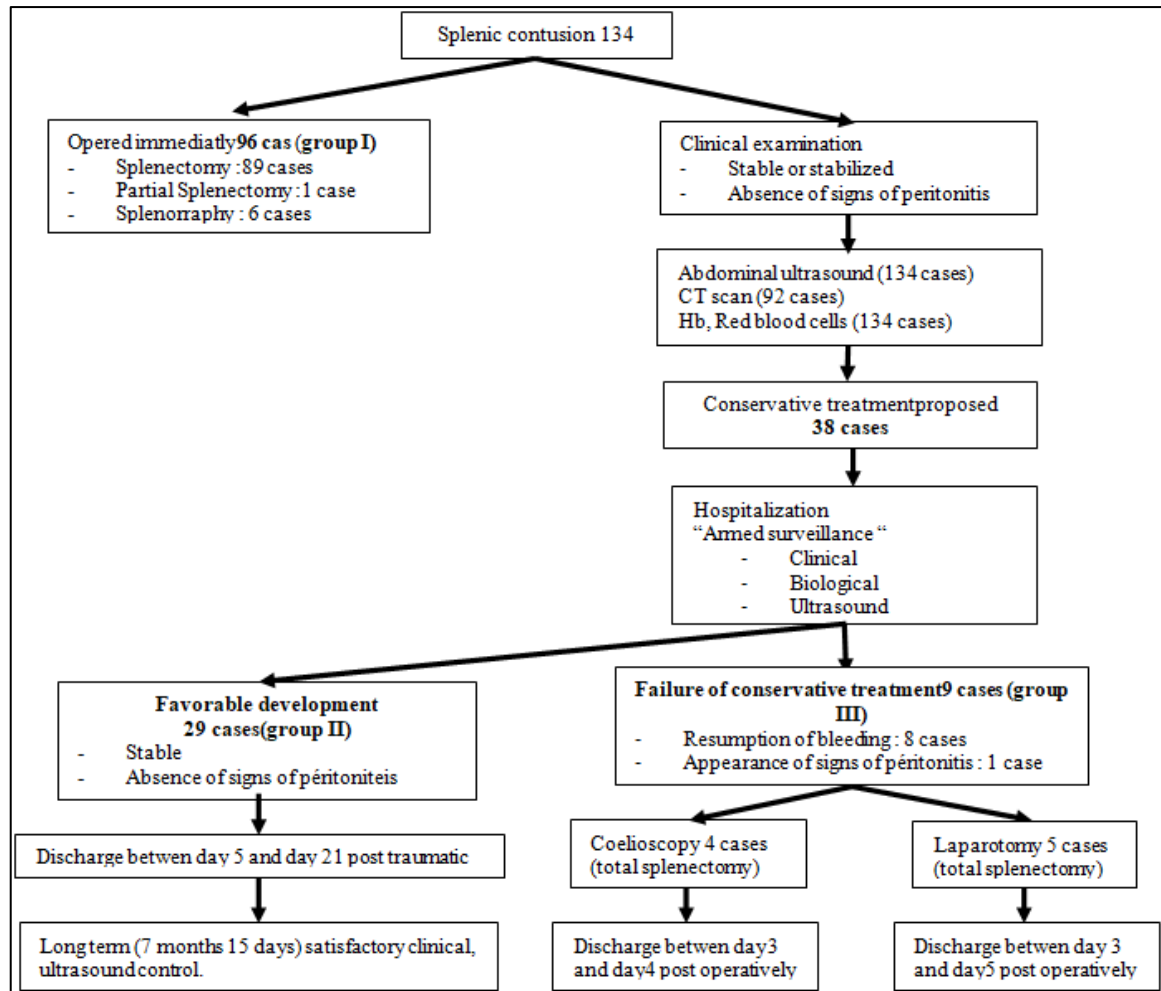 Splenic contusion 134
Opered immediatly96 cas (group I)
- Splenectomy :89 cases
- Partial Splenectomy : 1 case
- Splenorraphy : 6 cases
Clinical examination
- Stable or stabilized
- Absence of signs of peritonitis
Abdominal ultrasound (134 cases)
CT scan (92 cases)
Hb, Red blood cells (134 cases)
Conservative treatmentproposed
38 cases
Hospitalization
“Armed surveillance “
- Clinical
- Biological
- Ultrasound
Favorable development
29 cases(group II)
- Stable
- Absence of signs of péritoniteis
Failure of conservative treatment9 cases (group
III)
- Resumption of bleeding : 8 cases
- Appearance of signs of péritonitis : 1 case
Discharge betwen day 5 and day 21 post traumatic
Coelioscopy 4 cases
(total splenectomy)
Laparotomy 5 cases
(total splenectomy)
Long term (7 months 15 days) satisfactory clinical,
ultrasound control.
Discharge betwen day3
and day4 post operatively
Discharge betwen day 3
and day5 post operatively